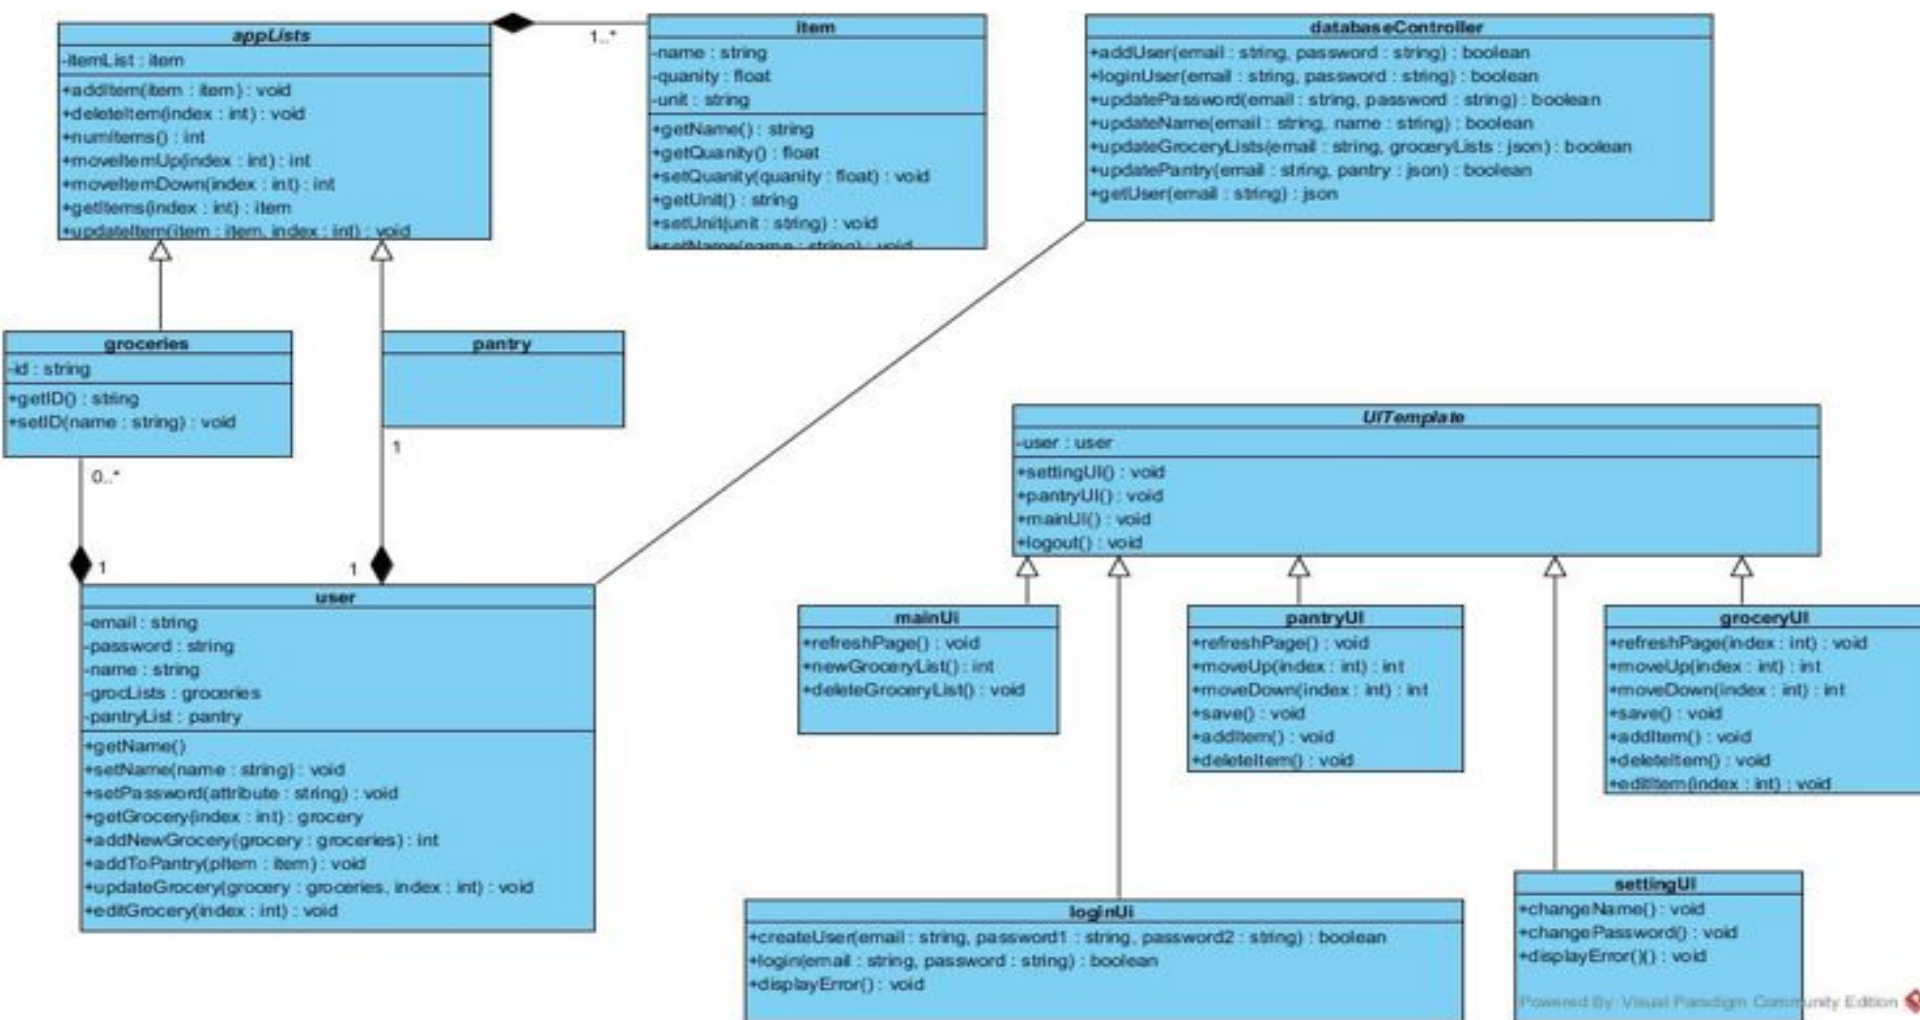 appLists
-itemList : item
+addItem(item : item) : void
+deleteItem(index : int) : void
+numItems() : int
+moveItemUp(index : int) : int
+moveItemDown(index : int) : int
+getItems(index : int) : item
+updateItem(item : item, index : int) : void
1..*
item
-name : string
-quanity : float
-unit : string
+getName() : string
+getQuanity() : float
+setQuanity(quanity : float) : void
+getUnit() : string
+setUnit(unit : string) : void
+setName(name : string) : void
databaseController
+addUser(email : string, password : string) : boolean
+loginUser(email : string, password : string) : boolean
+updatePassword(email : string, password : string) : boolean
+updateName(email : string, name : string) : boolean
+updateGroceryLists(email : string, groceryLists : json) : boolean
+updatePantry(email : string, pantry : json) : boolean
+getUser(email : string) : json
groceries
-id : string
+getID() : string
+setID(name : string) : void
pantry
0..*
1
1
1
user
-email : string
-password : string
-name : string
-grocLists : groceries
-pantryList : pantry
+getName()
+setName(name : string) : void
+setPassword(attribute : string) : void
+getGrocery(index : int) : grocery
+addNewGrocery(grocery : groceries) : int
+addToPantry(pItem : item) : void
+updateGrocery(grocery : groceries, index : int) : void
+editGrocery(index : int) : void
UITemplate
-user : user
+settingUI() : void
+pantryUI() : void
+mainUI() : void
+logout() : void
mainUi
+refreshPage() : void
+newGroceryList() : int
+deleteGroceryList() : void
pantryUI
+refreshPage() : void
+moveUp(index : int) : int
+moveDown(index : int) : int
+save() : void
+addItem() : void
+deleteItem() : void
groceryUI
+refreshPage(index : int) : void
+moveUp(index : int) : int
+moveDown(index : int) : int
+save() : void
+addItem() : void
+deleteItem() : void
+editItem(index : int) : void
loginUi
+createUser(email : string, password1 : string, password2 : string) : boolean
+login(email : string, password : string) : boolean
+displayError() : void
settingUI
+changeName() : void
+changePassword() : void
+displayError()() : void
Powered By Visual Paradigm Community Edition